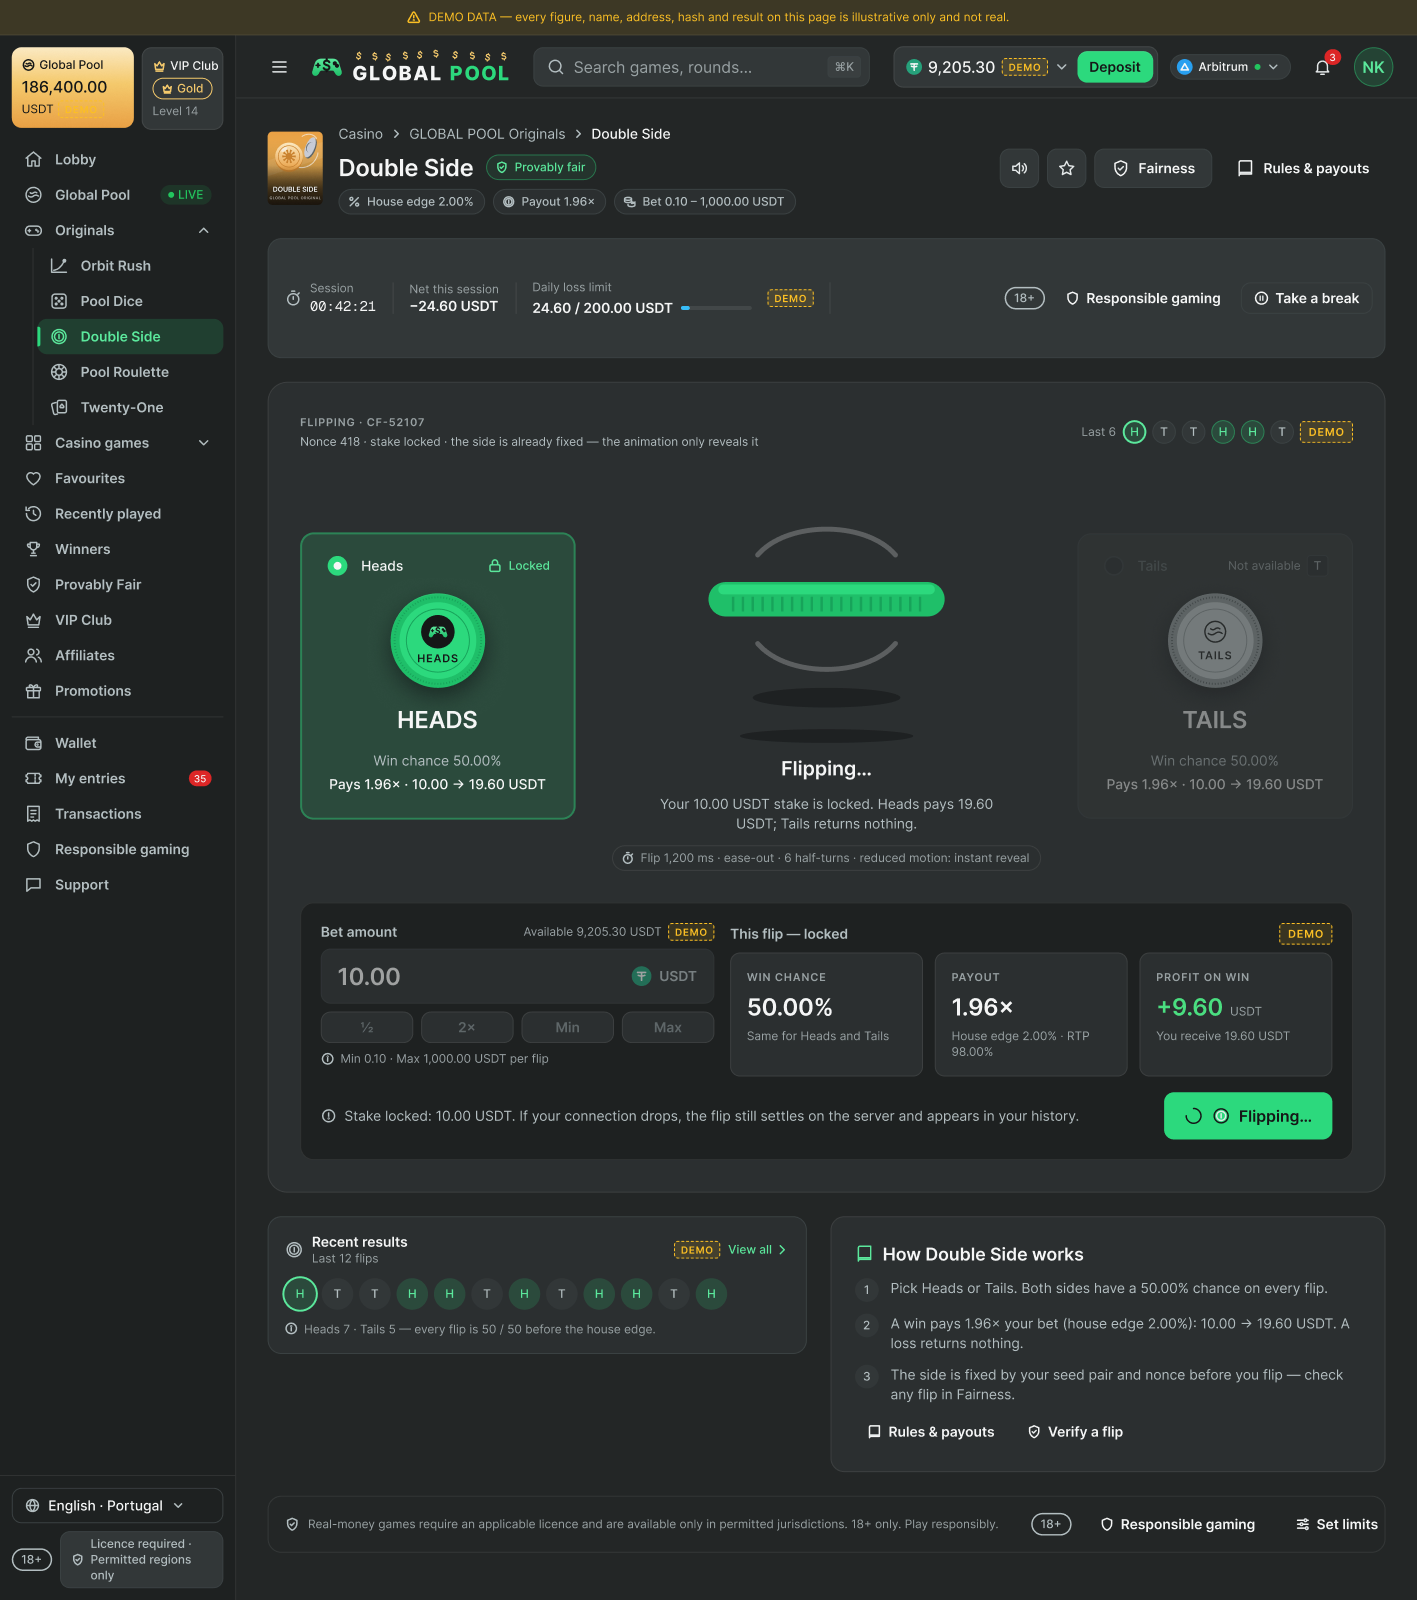 DEMO DATA — every figure, name, address, hash and result on this page is illustrative only and not real.
Global Pool
186,400.00
USDT DEMO
VIP Club
Gold
Level 14
GLOBAL POOL
Search games, rounds...
⌘K
9,205.30 DEMO
Deposit
Arbitrum
3
NK
Lobby
Global Pool
LIVE
Originals
Orbit Rush
Pool Dice
Double Side
Pool Roulette
Twenty-One
Casino games
Favourites
Recently played
Winners
Provably Fair
VIP Club
Affiliates
Promotions
Wallet
My entries
35
Transactions
Responsible gaming
Support
English · Portugal
18+
Licence required ·
Permitted regions
only
DOUBLE SIDE
GLOBAL POOL ORIGINAL
Casino > GLOBAL POOL Originals > Double Side
Double Side
Provably fair
House edge 2.00%
Payout 1.96×
Bet 0.10 – 1,000.00 USDT
Fairness
Rules & payouts
Session
00:42:21
Net this session
−24.60 USDT
Daily loss limit
24.60 / 200.00 USDT
DEMO
18+
Responsible gaming
Take a break
FLIPPING · CF-52107
Nonce 418 · stake locked · the side is already fixed — the animation only reveals it
Last 6 H T T H H T DEMO
Heads
Locked
HEADS
HEADS
Win chance 50.00%
Pays 1.96× · 10.00 → 19.60 USDT
Flipping...
Your 10.00 USDT stake is locked. Heads pays 19.60
USDT; Tails returns nothing.
Flip 1,200 ms · ease-out · 6 half-turns · reduced motion: instant reveal
Tails
Not available T
TAILS
TAILS
Win chance 50.00%
Pays 1.96× · 10.00 → 19.60 USDT
Bet amount
Available 9,205.30 USDT DEMO
10.00
USDT
½
2×
Min
Max
Min 0.10 · Max 1,000.00 USDT per flip
This flip — locked
DEMO
WIN CHANCE
50.00%
Same for Heads and Tails
PAYOUT
1.96×
House edge 2.00% · RTP
98.00%
PROFIT ON WIN
+9.60 USDT
You receive 19.60 USDT
Stake locked: 10.00 USDT. If your connection drops, the flip still settles on the server and appears in your history.
Flipping...
Recent results
Last 12 flips
DEMO
View all
H T T H H T H T H H T H
Heads 7 · Tails 5 — every flip is 50 / 50 before the house edge.
How Double Side works
1 Pick Heads or Tails. Both sides have a 50.00% chance on every flip.
2 A win pays 1.96× your bet (house edge 2.00%): 10.00 → 19.60 USDT. A
loss returns nothing.
3 The side is fixed by your seed pair and nonce before you flip — check
any flip in Fairness.
Rules & payouts
Verify a flip
Real-money games require an applicable licence and are available only in permitted jurisdictions. 18+ only. Play responsibly.
18+
Responsible gaming
Set limits